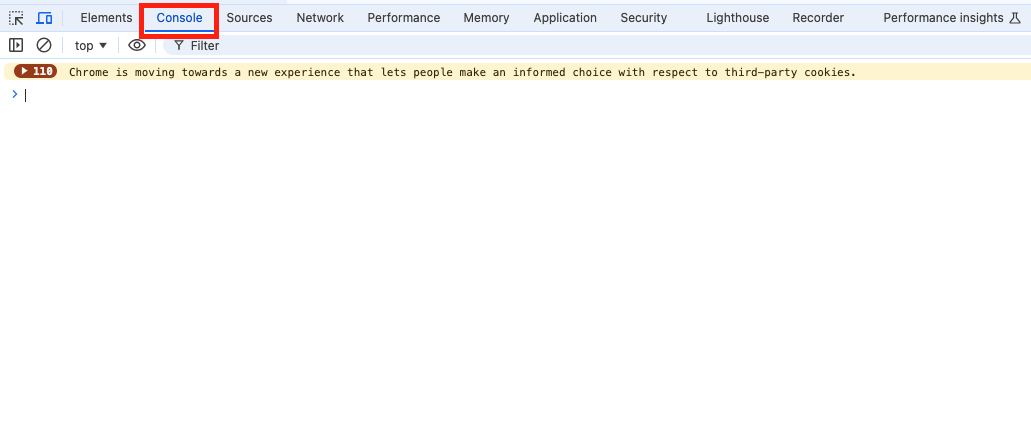 Elements Console Sources Network Performance Memory Application Security Lighthouse Recorder Performance insights
top Filter
110 Chrome is moving towards a new experience that lets people make an informed choice with respect to third-party cookies.
>